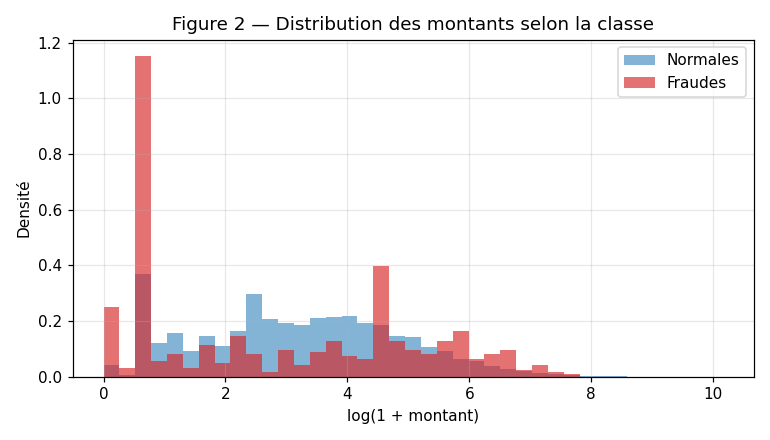 Figure 2 — Distribution des montants selon la classe
Normales
Fraudes
Densité
1.2
1.0
0.8
0.6
0.4
0.2
0.0
0 2 4 6 8 10
log(1 + montant)